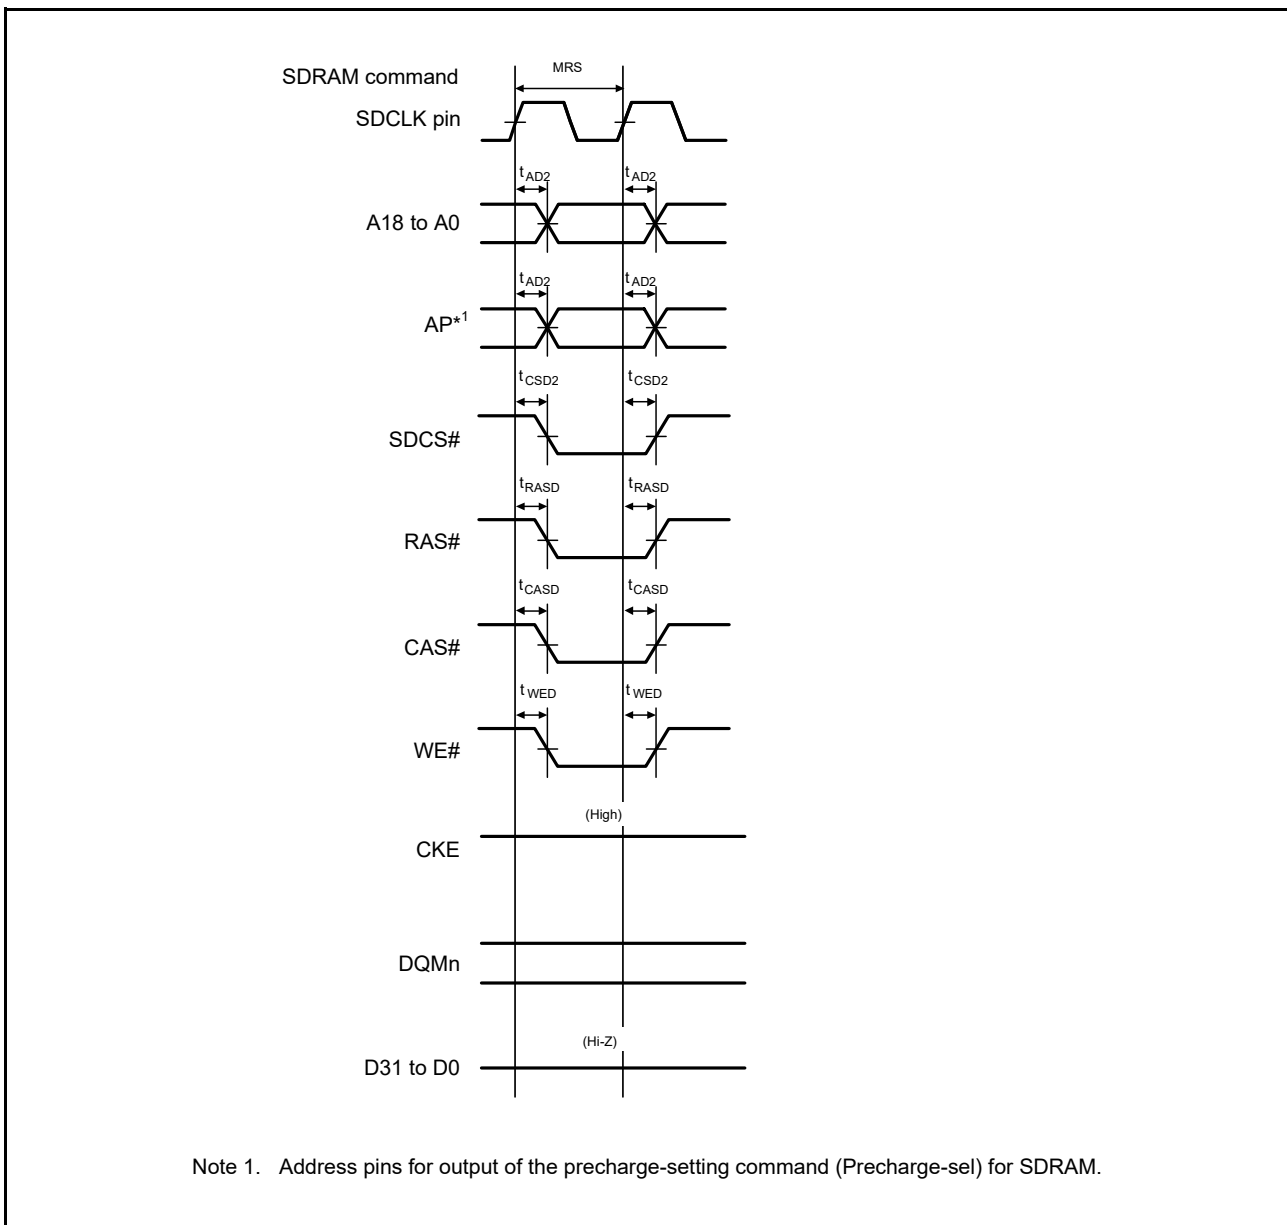 SDRAM command
MRS
SDCLK pin
tAD2 tAD2
A18 to A0
tAD2 tAD2
AP*1
tCSD2 tCSD2
SDCS#
tRASD tRASD
RAS#
tCASD tCASD
CAS#
tWED tWED
WE#
(High)
CKE
DQMn
(Hi-Z)
D31 to D0
Note 1. Address pins for output of the precharge-setting command (Precharge-sel) for SDRAM.